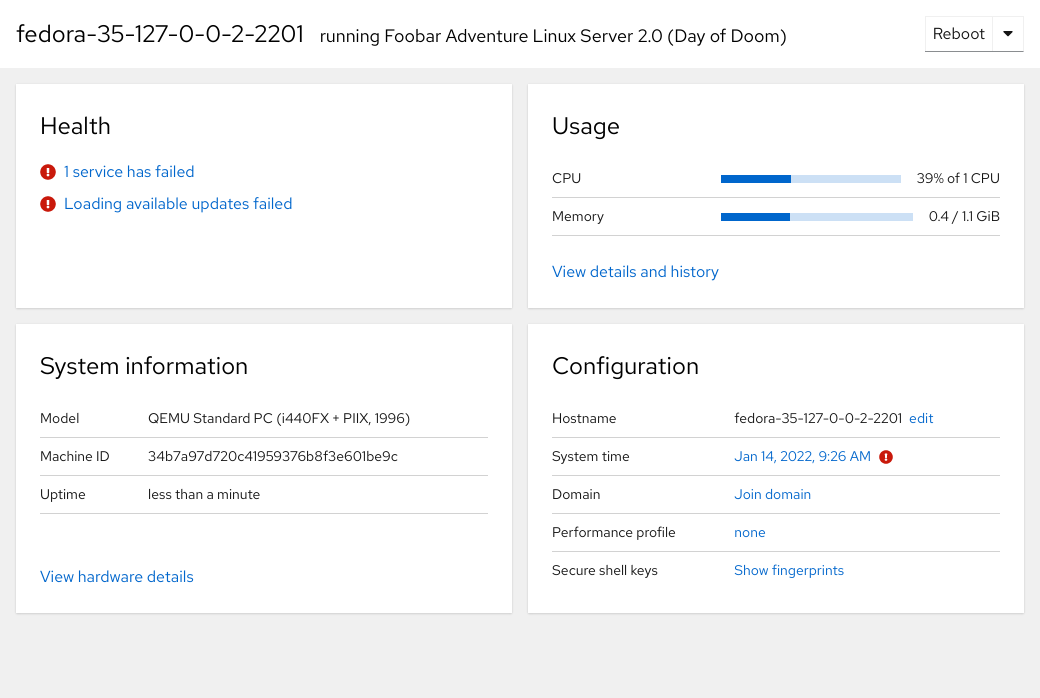 fedora-35-127-0-0-2-2201 running Foobar Adventure Linux Server 2.0 (Day of Doom) Reboot
Health
1 service has failed
Loading available updates failed
Usage
CPU 39% of 1 CPU
Memory 0.4 / 1.1 GiB
View details and history
System information
Model QEMU Standard PC (i440FX + PIIX, 1996)
Machine ID 34b7a97d720c41959376b8f3e601be9c
Uptime less than a minute
View hardware details
Configuration
Hostname fedora-35-127-0-0-2-2201 edit
System time Jan 14, 2022, 9:26 AM
Domain Join domain
Performance profile none
Secure shell keys Show fingerprints